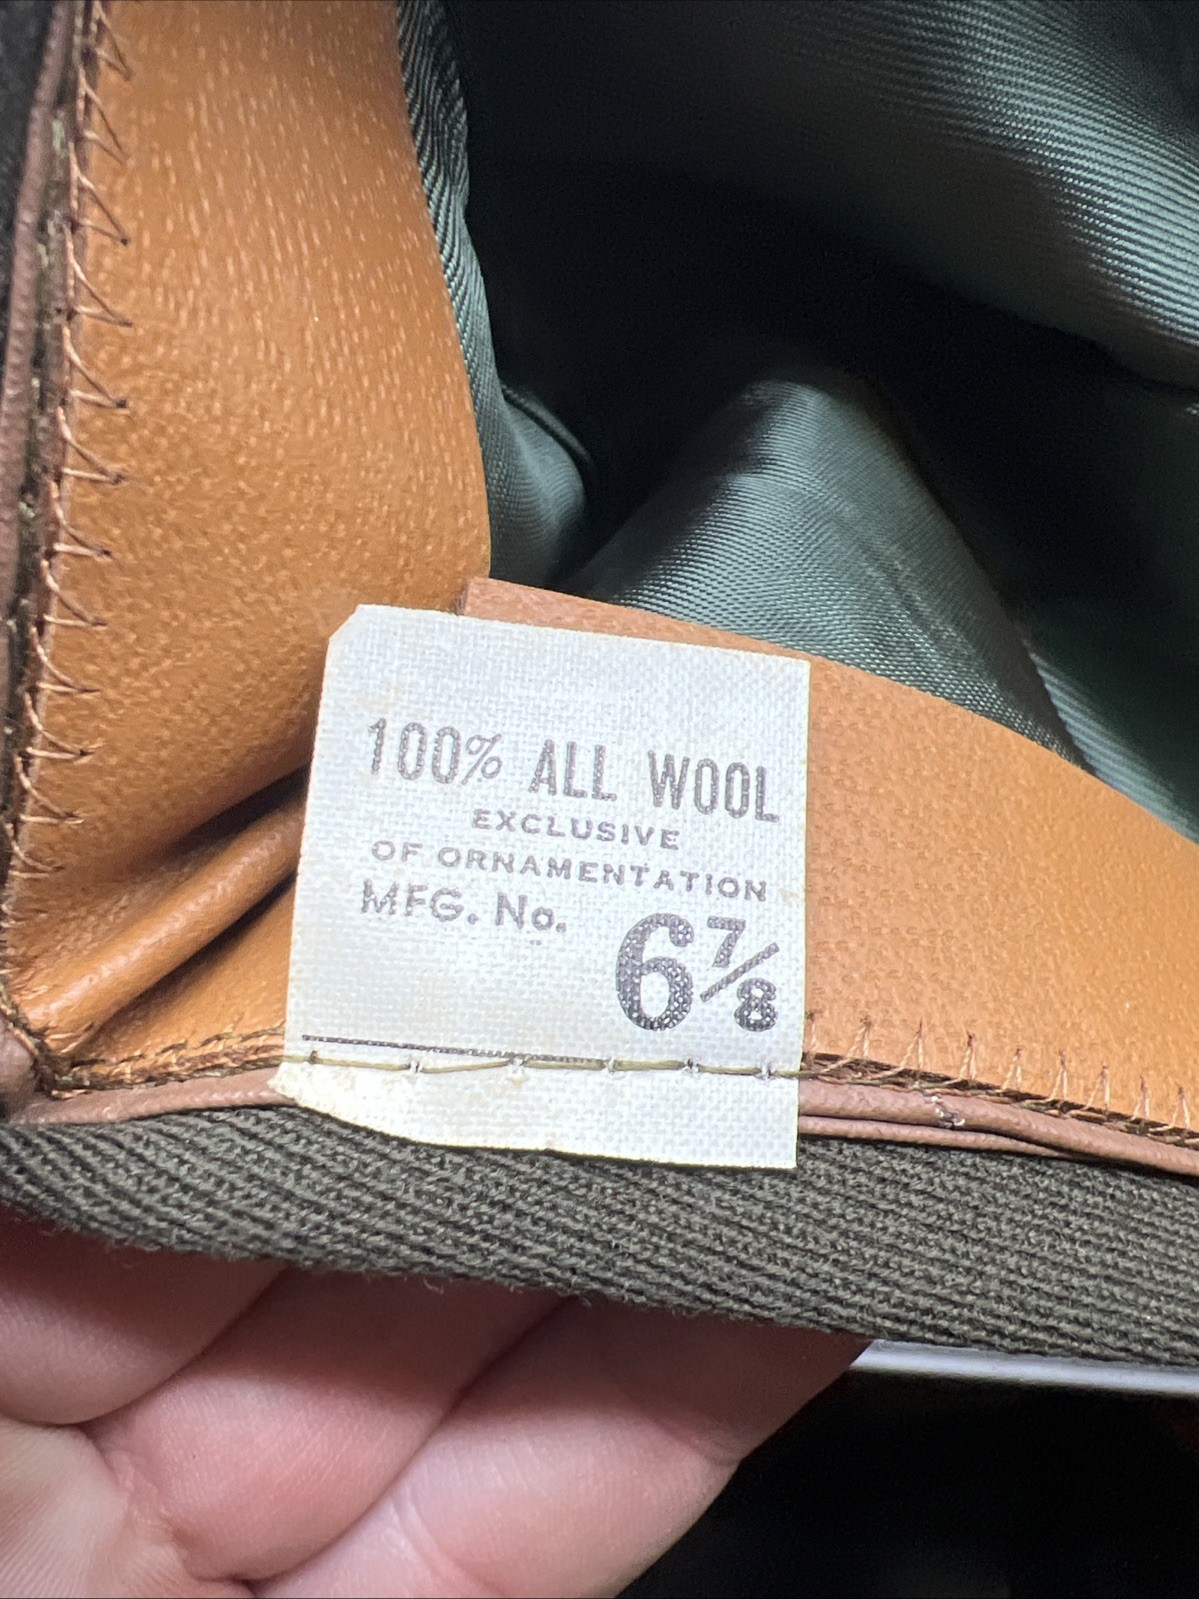 100% ALL WOOL
EXCLUSIVE
OF ORNAMENTATION
MFG. No.
6⅞